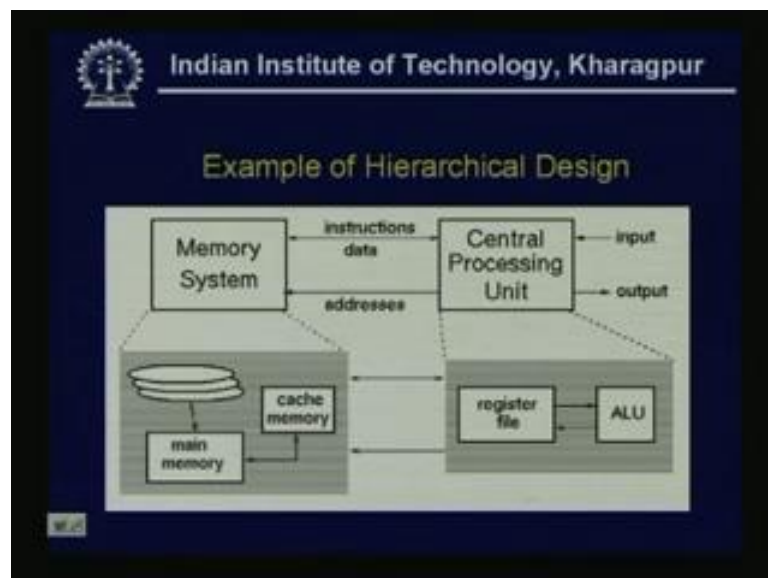 Indian Institute of Technology, Kharagpur
Example of Hierarchical Design
Memory
System
instructions
data
addresses
Central
Processing
Unit
input
output
cache
memory
main
memory
register
file
ALU